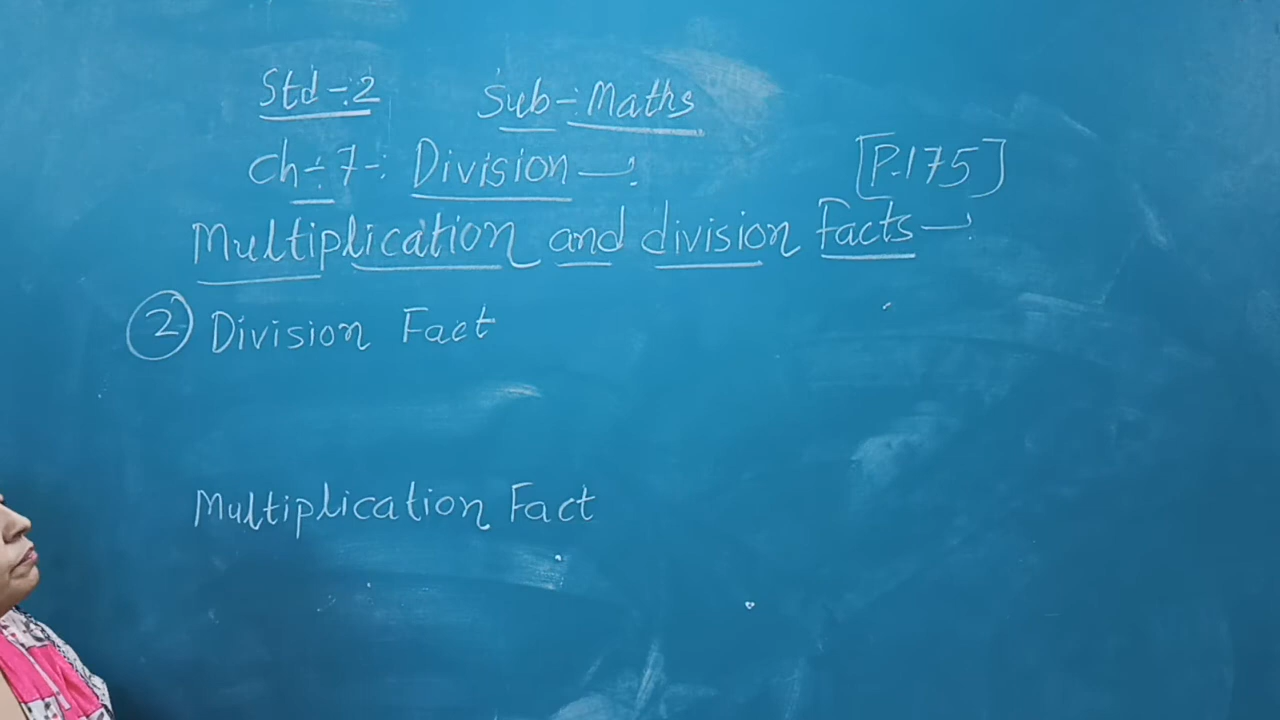 Std-:2 Sub-:Maths
Ch-:7-: Division-: [P.175]
Multiplication and division Facts-:
② Division Fact
Multiplication Fact